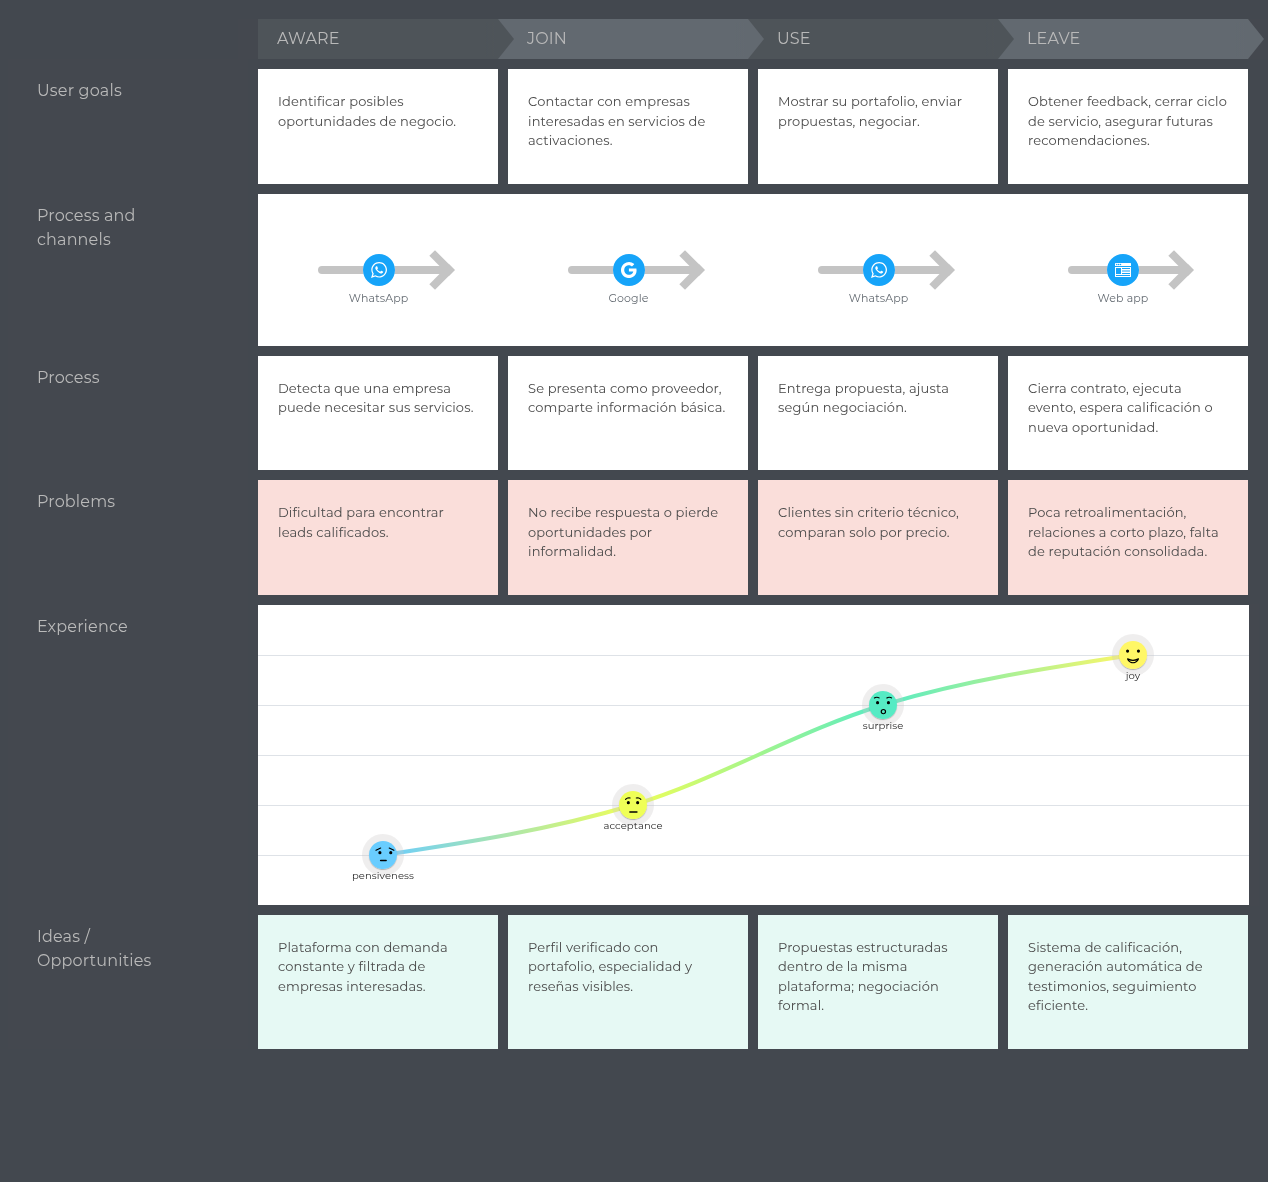 AWARE
JOIN
USE
LEAVE
User goals
Identificar posibles
oportunidades de negocio.
Contactar con empresas
interesadas en servicios de
activaciones.
Mostrar su portafolio, enviar
propuestas, negociar.
Obtener feedback, cerrar ciclo
de servicio, asegurar futuras
recomendaciones.
Process and
channels
WhatsApp
Google
WhatsApp
Web app
Process
Detecta que una empresa
puede necesitar sus servicios.
Se presenta como proveedor,
comparte información básica.
Entrega propuesta, ajusta
según negociación.
Cierra contrato, ejecuta
evento, espera calificación o
nueva oportunidad.
Problems
Dificultad para encontrar
leads calificados.
No recibe respuesta o pierde
oportunidades por
informalidad.
Clientes sin criterio técnico,
comparan solo por precio.
Poca retroalimentación,
relaciones a corto plazo, falta
de reputación consolidada.
Experience
joy
surprise
acceptance
pensiveness
Ideas /
Opportunities
Plataforma con demanda
constante y filtrada de
empresas interesadas.
Perfil verificado con
portafolio, especialidad y
reseñas visibles.
Propuestas estructuradas
dentro de la misma
plataforma; negociación
formal.
Sistema de calificación,
generación automática de
testimonios, seguimiento
eficiente.